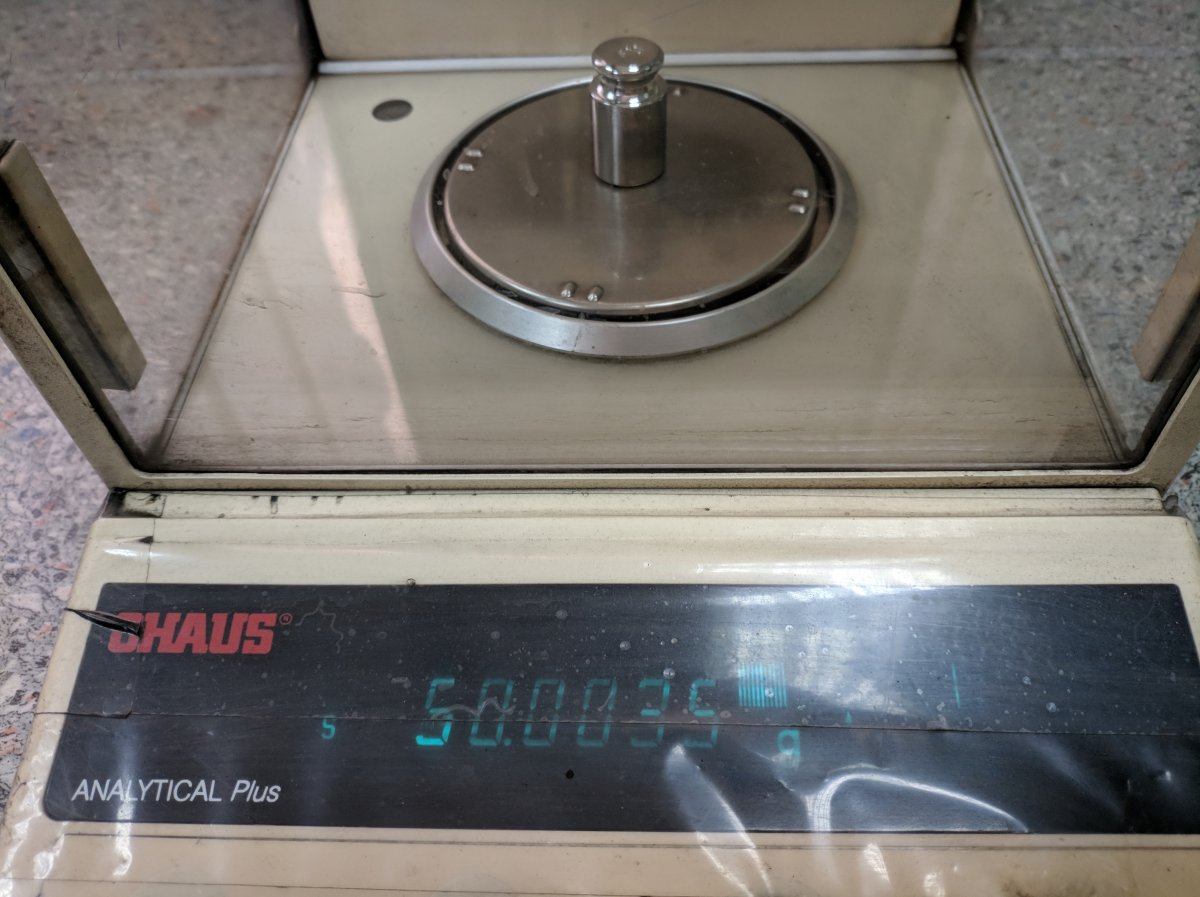 OHAUS®
S 50.0035 g
ANALYTICAL Plus